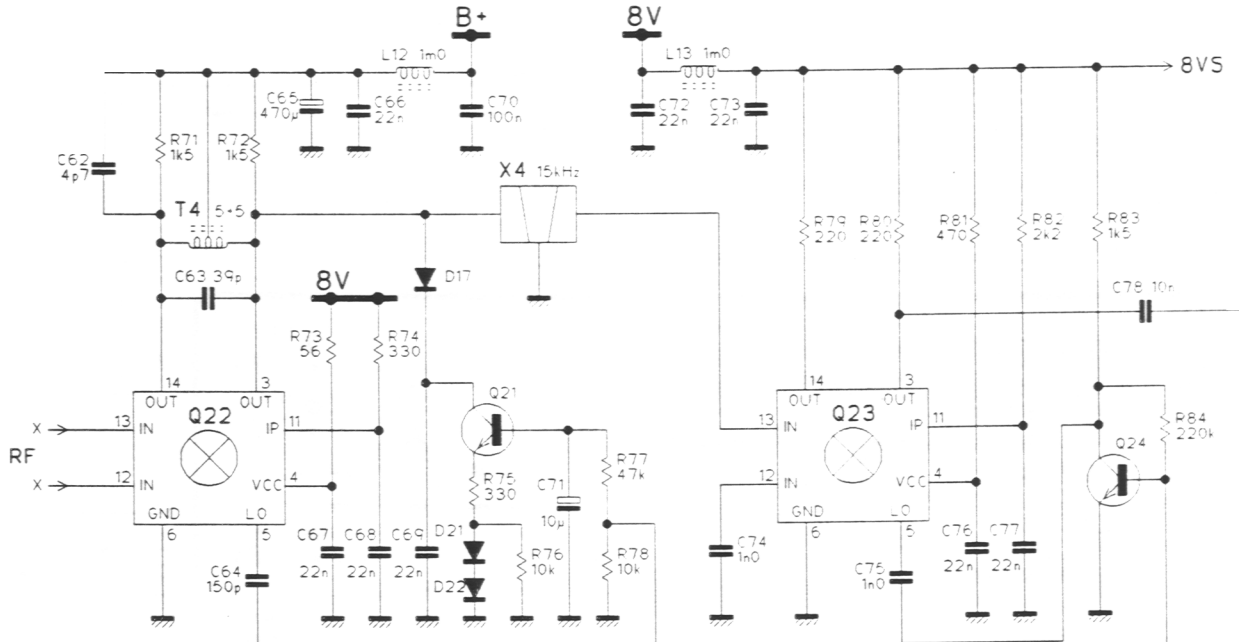 B+
8V
L12 1m0
L13 1m0
8VS
C65
470µ
C66
22n
C70
100n
C72
22n
C73
22n
R71
1k5
R72
1k5
C62
4p7
X4 15kHz
T4 5+5
R79
220
R80
220
R81
470
R82
2k2
R83
1k5
C63 39p
8V
D17
C78 10n
R73
56
R74
330
14
3
OUT
OUT
Q22
13
IN
11
IP
RF
X
X
12
IN
4
VCC
GND
LO
6
5
Q21
R75
330
C71
10µ
R77
47k
14
3
OUT
OUT
Q23
13
IN
11
IP
12
IN
4
VCC
GND
LO
6
5
R84
220k
Q24
C64
150p
C67
22n
C68
22n
C69
22n
D21
D22
R76
10k
R78
10k
C74
1n0
C75
1n0
C76
22n
C77
22n